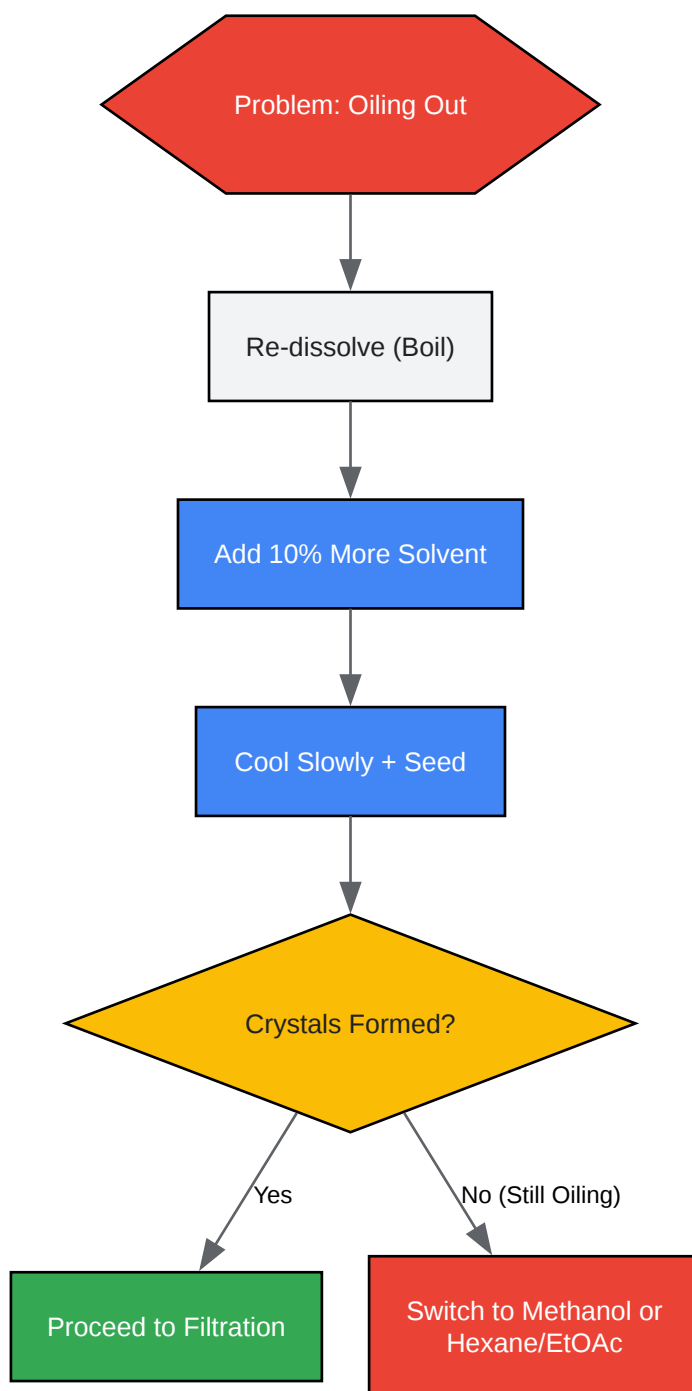 Problem: Oiling Out
Re-dissolve (Boil)
Add 10% More Solvent
Cool Slowly + Seed
Crystals Formed?
Yes
No (Still Oiling)
Proceed to Filtration
Switch to Methanol or
Hexane/EtOAc